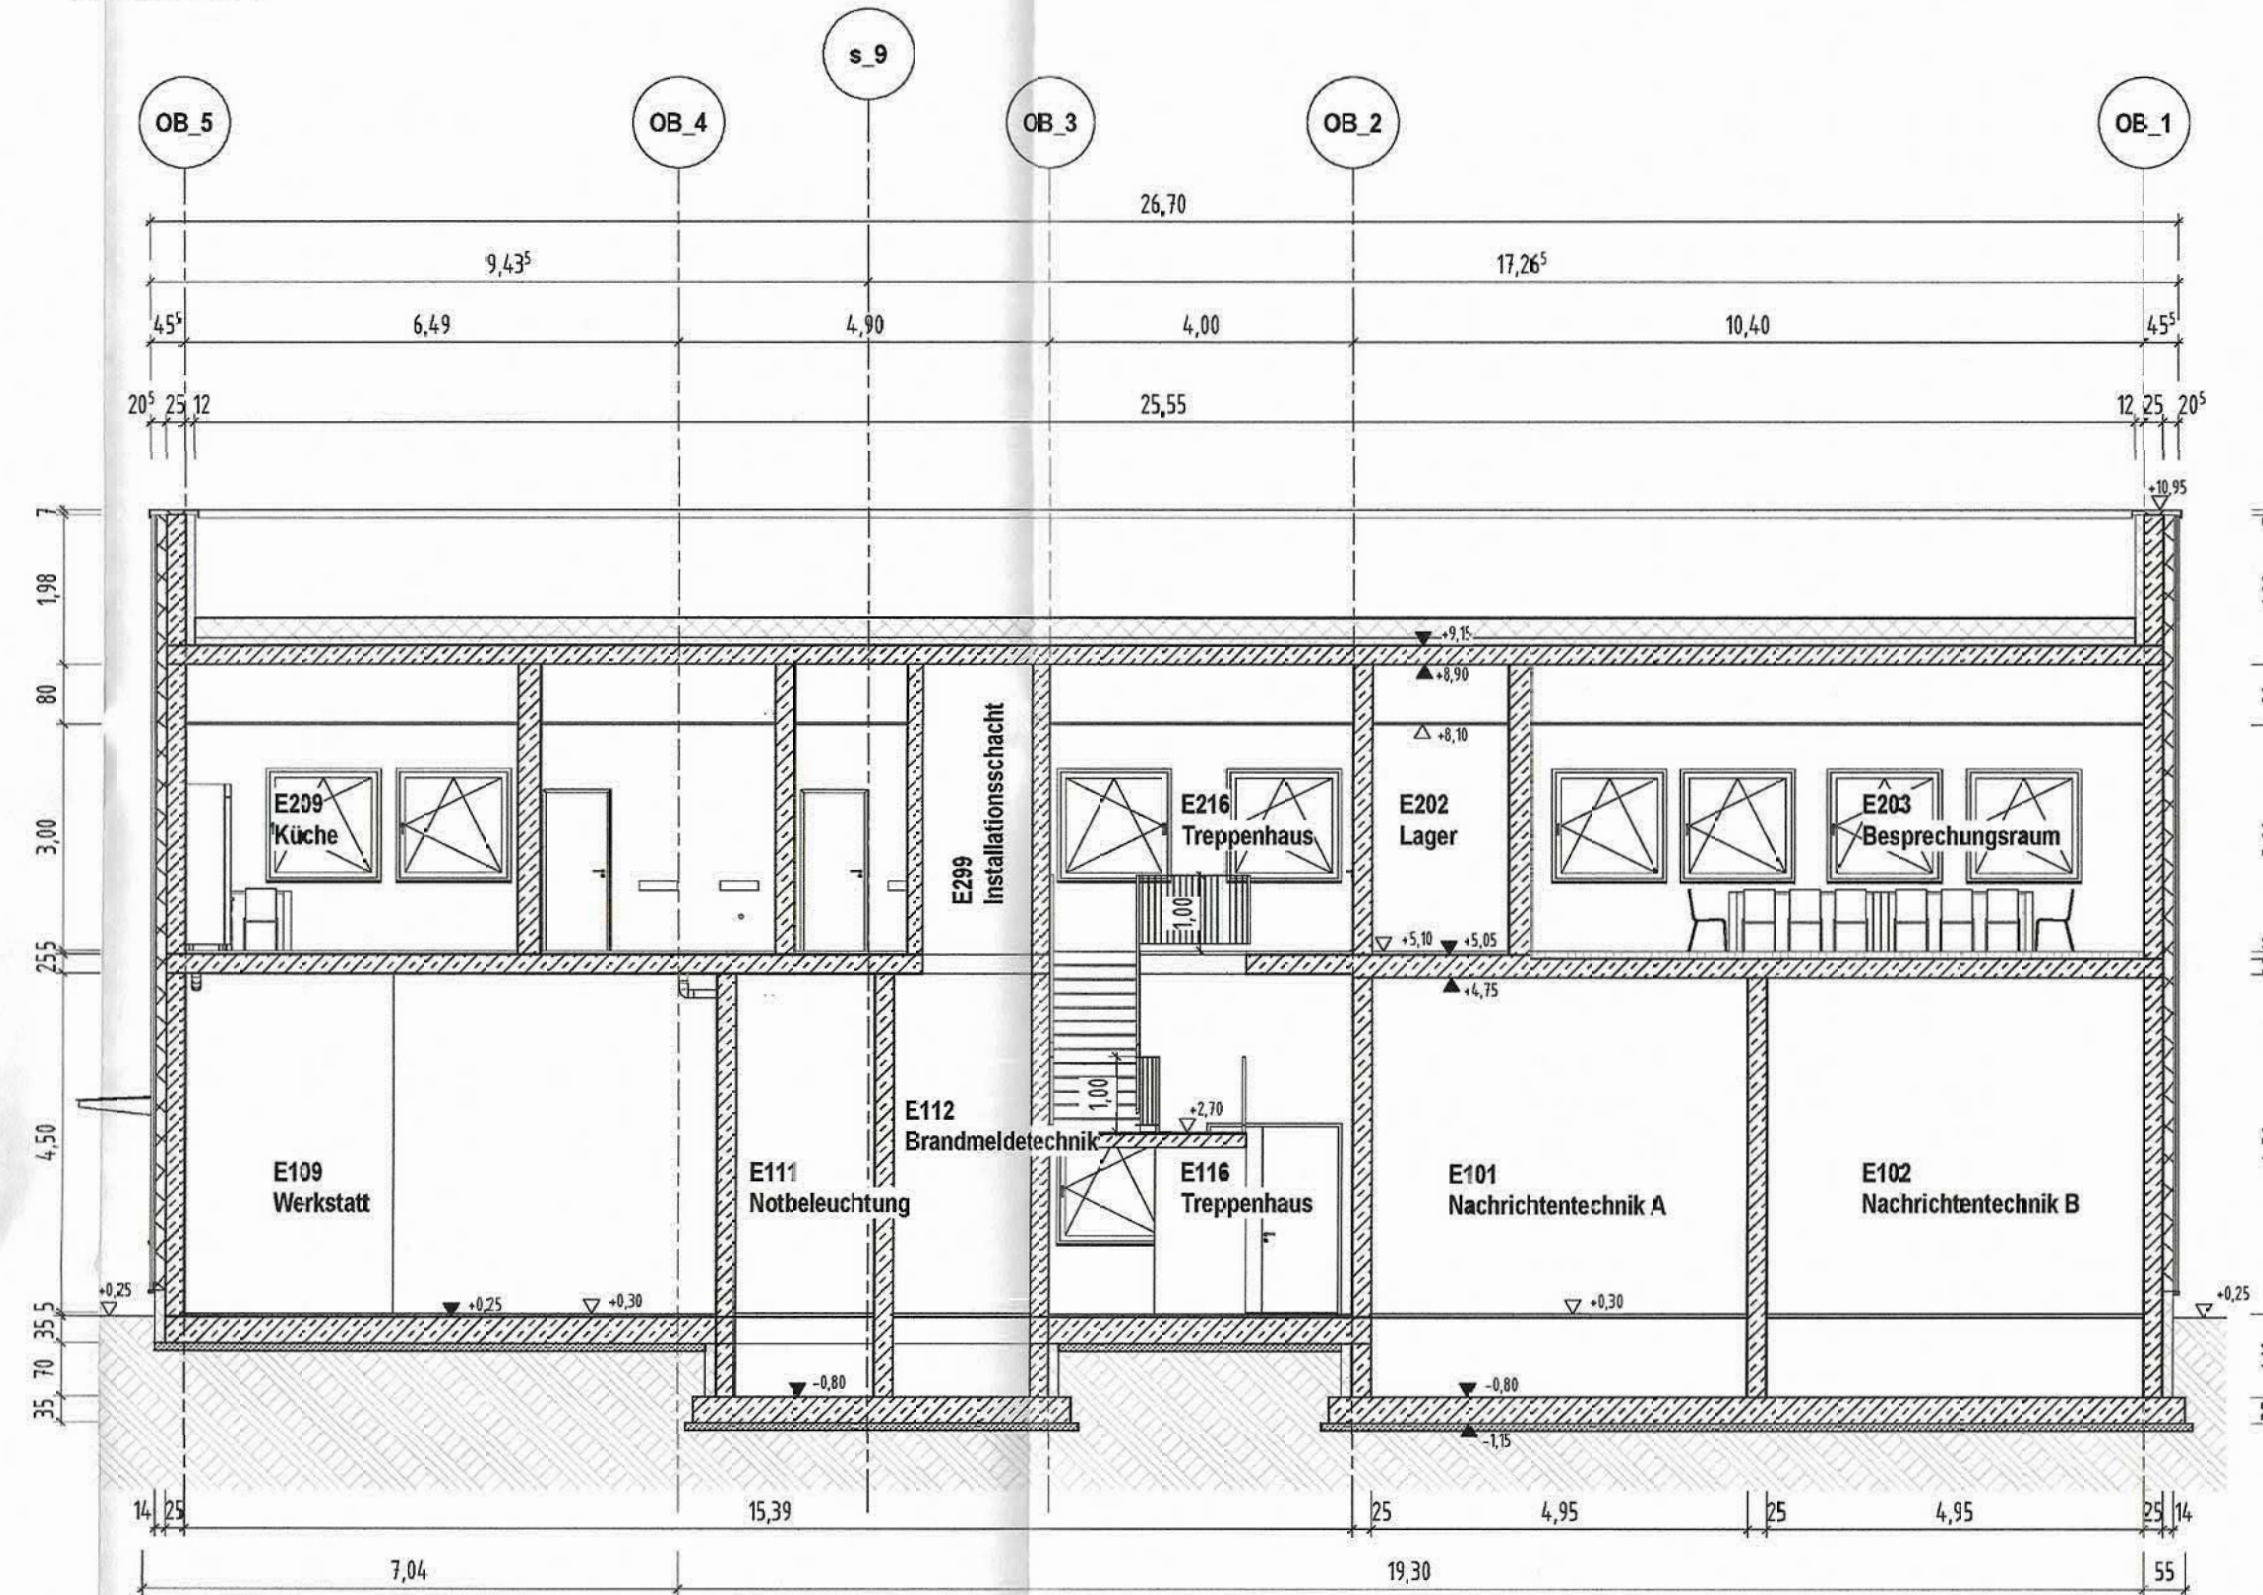 s_9
OB_5
OB_4
OB_3
OB_2
OB_1
26,70
9,43⁵
17,26⁵
45⁵
6,49
4,90
4,00
10,40
45⁵
20⁵
25
12
25,55
12
25
20⁵
+10,95
7
1,98
80
3,00
25
5
4,50
5
35
70
35
+9,15
+8,90
+8,10
E209
Küche
E299
Installationsschacht
E216
Treppenhaus
E202
Lager
E203
Besprechungsraum
1,00
+5,10
+5,05
+4,75
1,00
+2,70
E112
Brandmeldetechnik
E109
Werkstatt
E111
Notbeleuchtung
E116
Treppenhaus
E101
Nachrichtentechnik A
E102
Nachrichtentechnik B
+0,25
+0,25
+0,30
+0,30
+0,25
-0,80
-0,80
-1,15
14
25
15,39
25
4,95
25
4,95
25
14
7,04
19,30
55